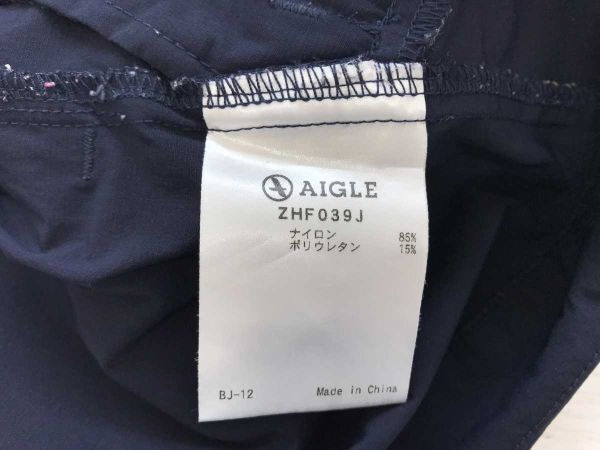 AIGLE
ZHF039J
ナイロン 85%
ポリウレタン 15%
BJ-12 Made in China